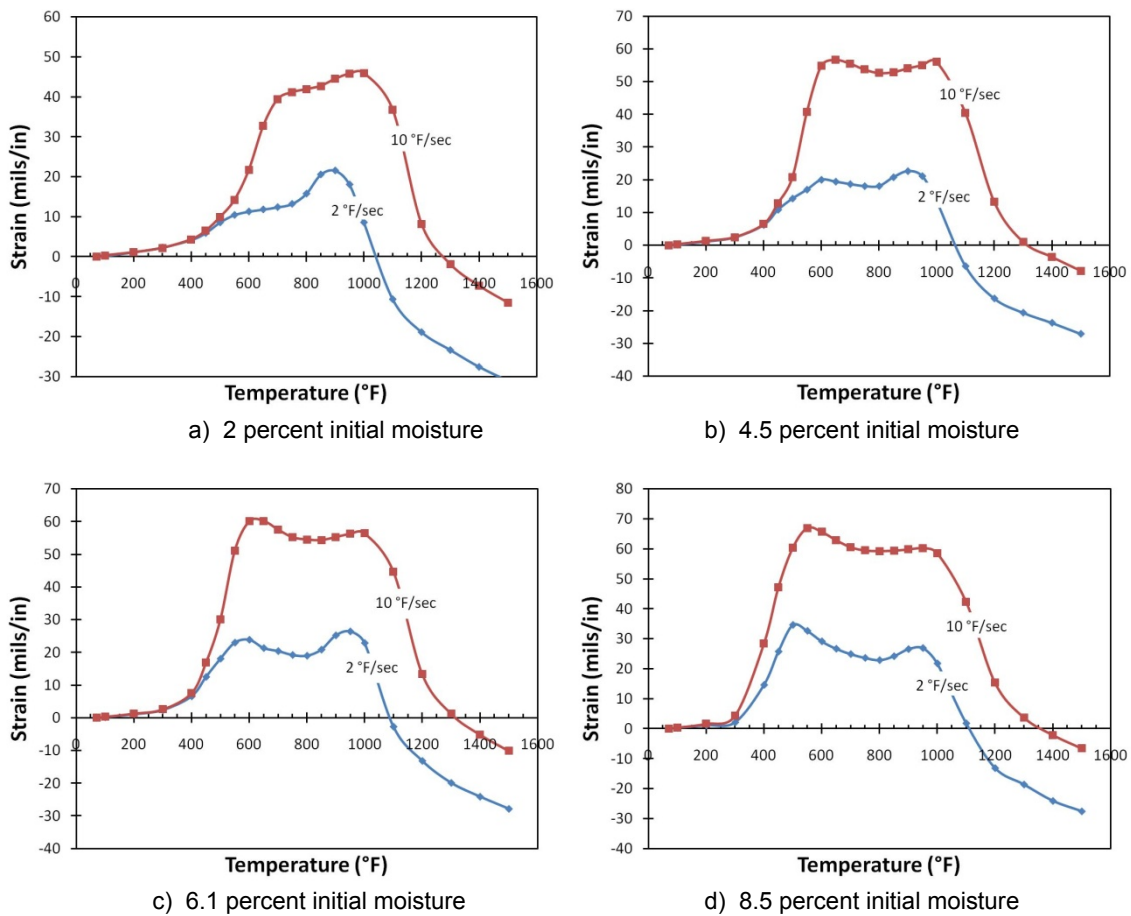 60
50
40
30
20
10
0
-10
-20
-30
0 200 400 600 800 1000 1200 1400 1600
Strain (mils/in)
10 °F/sec
2 °F/sec
Temperature (°F)
a) 2 percent initial moisture
70
60
50
40
30
20
10
0
-10
-20
-30
-40
0 200 400 600 800 1000 1200 1400 1600
Strain (mils/in)
10 °F/sec
2 °F/sec
Temperature (°F)
b) 4.5 percent initial moisture
70
60
50
40
30
20
10
0
-10
-20
-30
-40
0 200 400 600 800 1000 1200 1400 1600
Strain (mils/in)
10 °F/sec
2 °F/sec
Temperature (°F)
c) 6.1 percent initial moisture
80
70
60
50
40
30
20
10
0
-10
-20
-30
-40
0 200 400 600 800 1000 1200 1400 1600
Strain (mils/in)
10 °F/sec
2 °F/sec
Temperature (°F)
d) 8.5 percent initial moisture